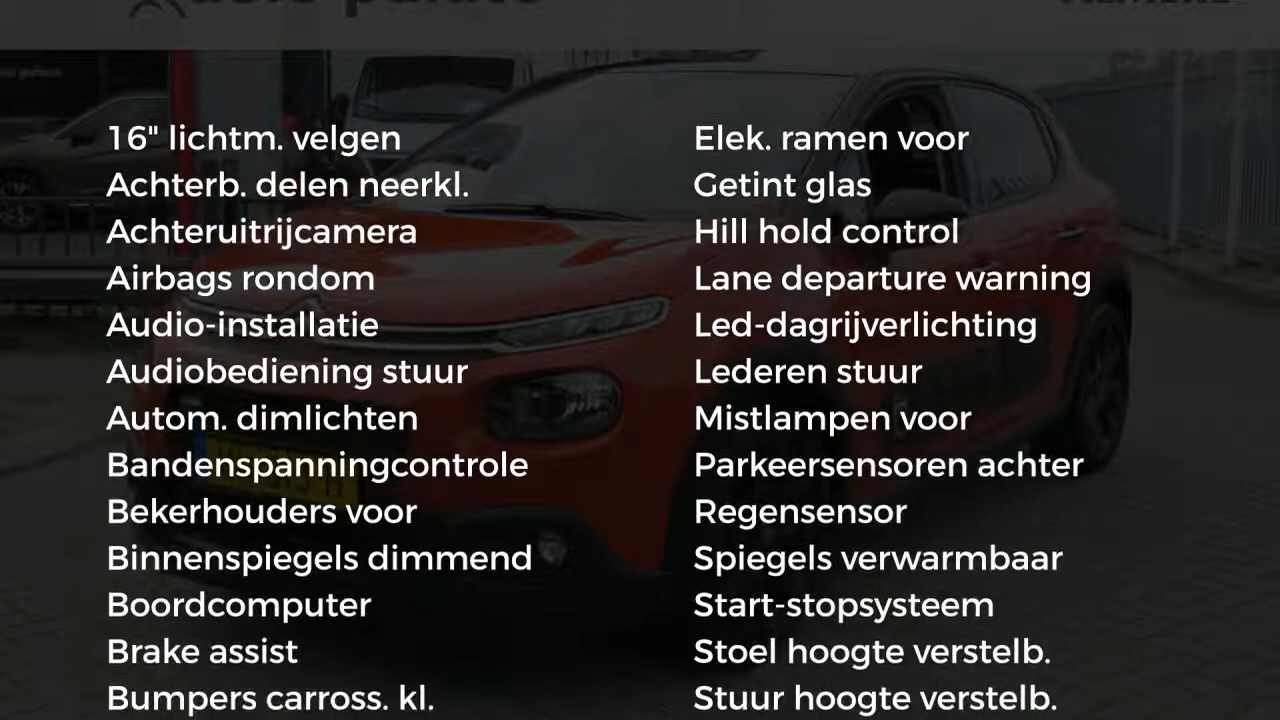 16" lichtm. velgen
Achterb. delen neerkl.
Achteruitrijcamera
Airbags rondom
Audio-installatie
Audiobediening stuur
Autom. dimlichten
Bandenspanningcontrole
Bekerhouders voor
Binnenspiegels dimmend
Boordcomputer
Brake assist
Bumpers carross. kl.
Elek. ramen voor
Getint glas
Hill hold control
Lane departure warning
Led-dagrijverlichting
Lederen stuur
Mistlampen voor
Parkeersensoren achter
Regensensor
Spiegels verwarmbaar
Start-stopsysteem
Stoel hoogte verstelb.
Stuur hoogte verstelb.